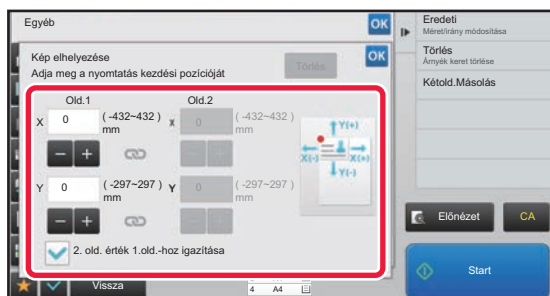 Egyéb
OK
Kép elhelyezése
Adja meg a nyomtatás kezdési pozícióját
Törlés
OK
Old.1
Old.2
X 0 (-432~432) mm
X 0 (-432~432) mm
- +
- +
Y 0 (-297~297) mm
Y 0 (-297~297) mm
- +
- +
2. old. érték 1.old.-hoz igazítása
Y(+)
X(-) X(+)
Y(-)
Vissza
4 A4
Eredeti
Méret/irány módosítása
Törlés
Árnyék keret törlése
Kétold.Másolás
Előnézet
CA
Start